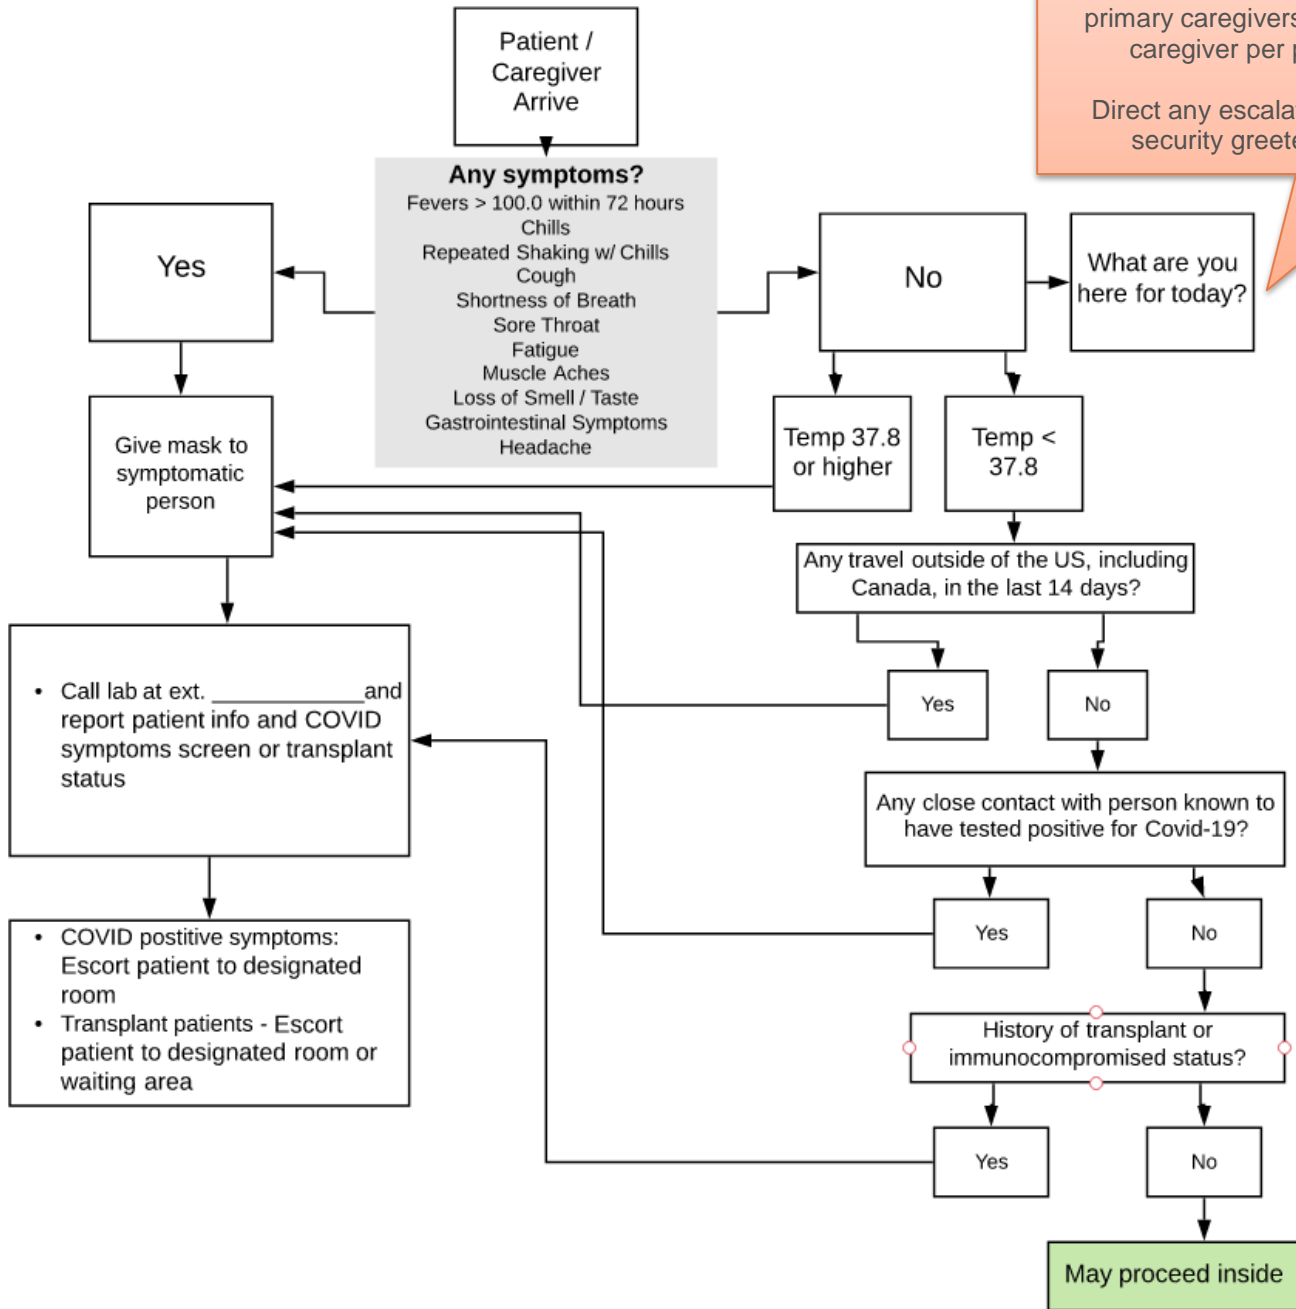 Patient /
Caregiver
Arrive
primary caregivers
caregiver per
Direct any
security
Any symptoms?
Fevers > 100.0 within 72 hours
Chills
Repeated Shaking w/ Chills
Cough
Shortness of Breath
Sore Throat
Fatigue
Muscle Aches
Loss of Smell / Taste
Gastrointestinal Symptoms
Headache
Yes
No
What are you
here for today?
Give mask to
symptomatic
person
Temp 37.8
or higher
Temp <
37.8
Any travel outside of the US, including
Canada, in the last 14 days?
Yes
No
• Call lab at ext. ____________and
report patient info and COVID
symptoms screen or transplant
status
Any close contact with person known to
have tested positive for Covid-19?
Yes
No
• COVID postitive symptoms:
Escort patient to designated
room
• Transplant patients - Escort
patient to designated room or
waiting area
History of transplant or
immunocompromised status?
Yes
No
May proceed inside